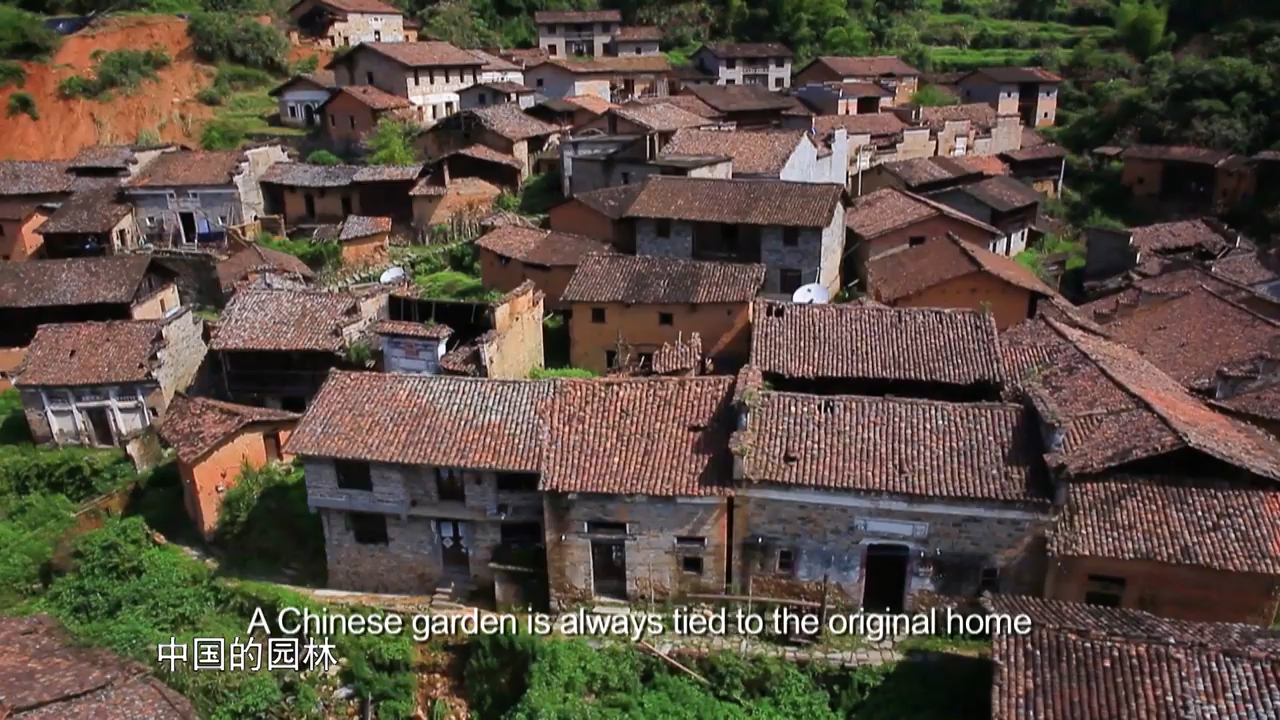 A Chinese garden is always tied to the original home
中国的园林